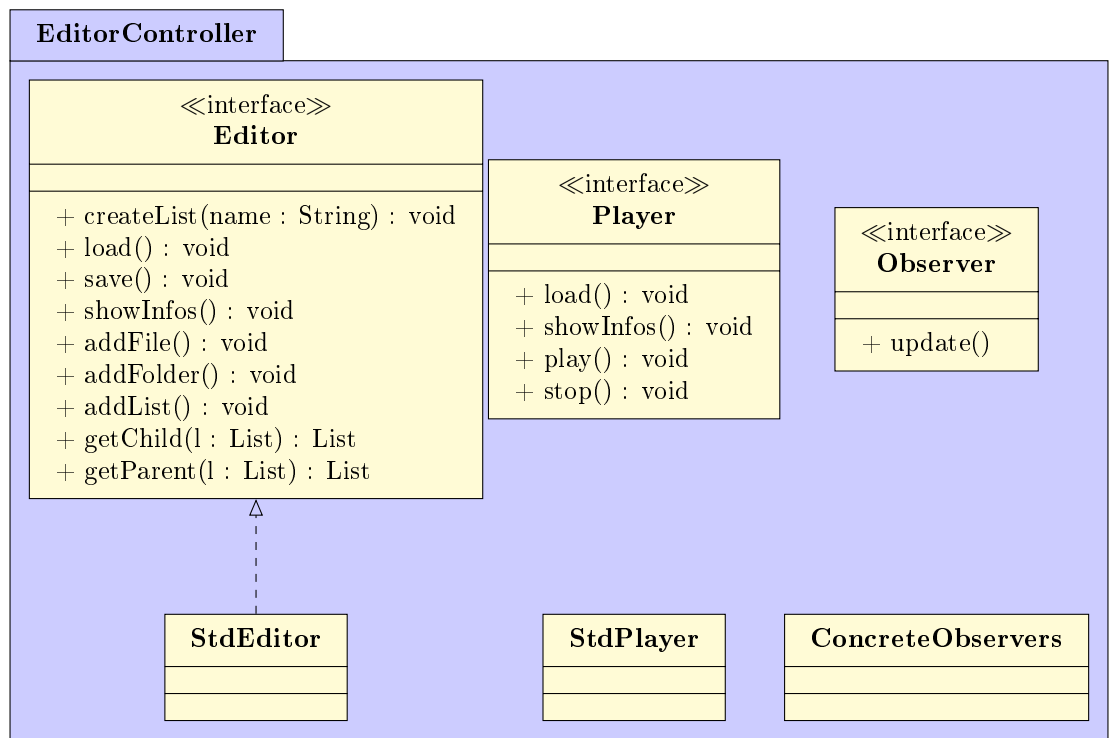 EditorController
≪interface≫
Editor
+ createList(name : String) : void
+ load() : void
+ save() : void
+ showInfos() : void
+ addFile() : void
+ addFolder() : void
+ addList() : void
+ getChild(l : List) : List
+ getParent(l : List) : List
≪interface≫
Player
+ load() : void
+ showInfos() : void
+ play() : void
+ stop() : void
≪interface≫
Observer
+ update()
StdEditor
StdPlayer
ConcreteObservers